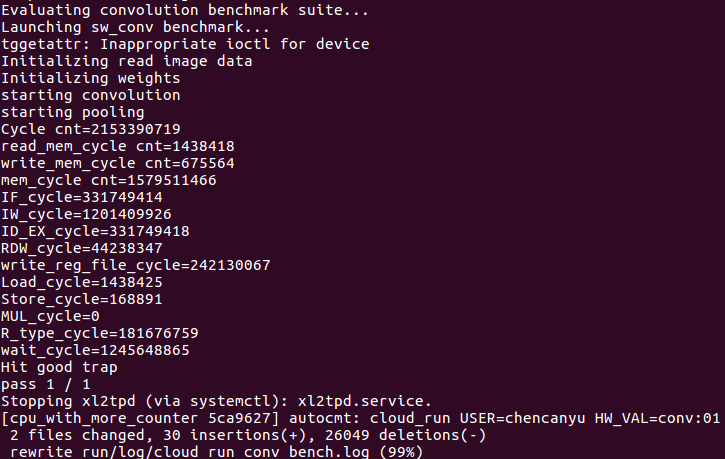 Evaluating convolution benchmark suite...
Launching sw_conv benchmark...
tggetattr: Inappropriate ioctl for device
Initializing read image data
Initializing weights
starting convolution
starting pooling
Cycle cnt=2153390719
read_mem_cycle cnt=1438418
write_mem_cycle cnt=675564
mem_cycle cnt=1579511466
IF_cycle=331749414
IW_cycle=1201409926
ID_EX_cycle=331749418
RDW_cycle=44238347
write_reg_file_cycle=242130067
Load_cycle=1438425
Store_cycle=168891
MUL_cycle=0
R_type_cycle=181676759
wait_cycle=1245648865
Hit good trap
pass 1 / 1
Stopping xl2tpd (via systemctl): xl2tpd.service.
[cpu_with_more_counter 5ca9627] autocmt: cloud_run USER=chencanyu HW_VAL=conv:01
2 files changed, 30 insertions(+), 26049 deletions(-)
rewrite run/log/cloud_run_conv_bench.log (99%)